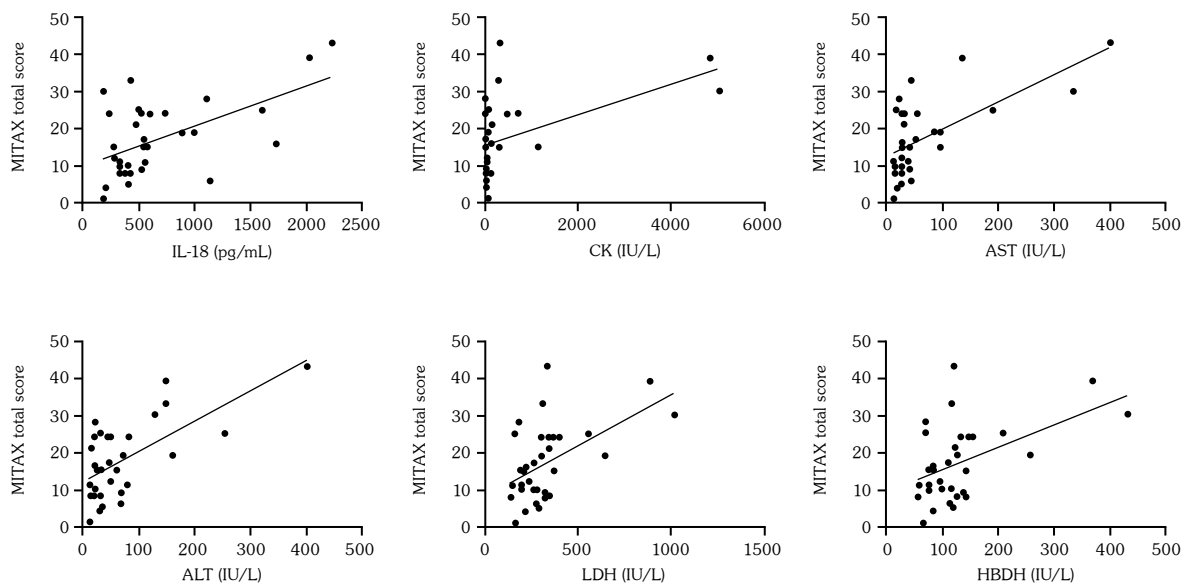 MITAX total score
50
40
30
20
10
0
0 500 1000 1500 2000 2500
IL-18 (pg/mL)
MITAX total score
50
40
30
20
10
0
0 2000 4000 6000
CK (IU/L)
MITAX total score
50
40
30
20
10
0
0 100 200 300 400 500
AST (IU/L)
MITAX total score
50
40
30
20
10
0
0 100 200 300 400 500
ALT (IU/L)
MITAX total score
50
40
30
20
10
0
0 500 1000 1500
LDH (IU/L)
MITAX total score
50
40
30
20
10
0
0 100 200 300 400 500
HBDH (IU/L)